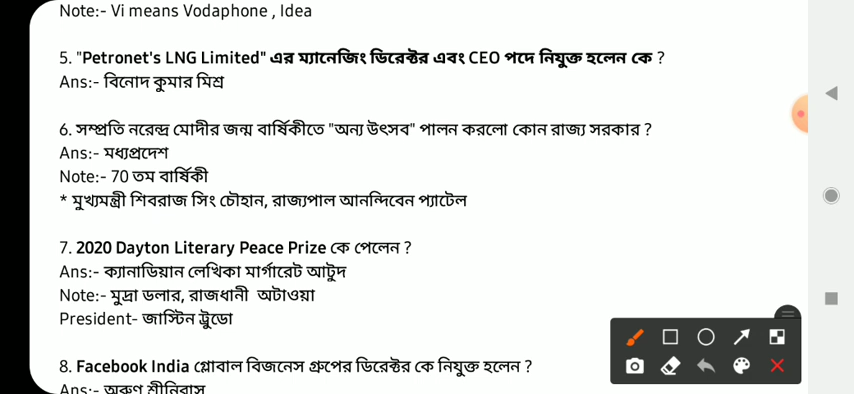 Note:- Vi means Vodaphone , Idea
5. "Petronet's LNG Limited" এর ম্যানেজিং ডিরেক্টর এবং CEO পদে নিযুক্ত হলেন কে ?
Ans:- বিনোদ কুমার মিশ্র
6. সম্প্রতি নরেন্দ্র মোদীর জন্ম বার্ষিকীতে "অন্য উৎসব" পালন করলো কোন রাজ্য সরকার ?
Ans:- মধ্যপ্রদেশ
Note:- 70 তম বার্ষিকী
* মুখ্যমন্ত্রী শিবরাজ সিং চৌহান, রাজ্যপাল আনন্দিবেন প্যাটেল
7. 2020 Dayton Literary Peace Prize কে পেলেন ?
Ans:- ক্যানাডিয়ান লেখিকা মার্গারেট আটুদ
Note:- মুদ্রা ডলার, রাজধানী অটাওয়া
President- জাস্টিন ট্রুডো
8. Facebook India গ্লোবাল বিজনেস গ্রুপের ডিরেক্টর কে নিযুক্ত হলেন ?
Ans:- অরুণ শ্রীনিবাস